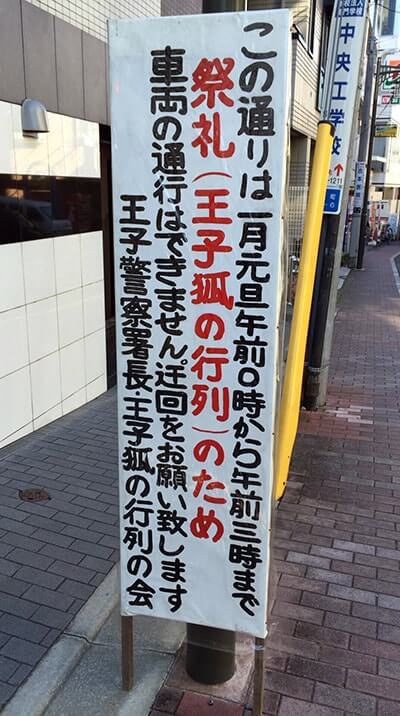 この通りは一月元旦午前0時から午前三時まで
祭礼(王子狐の行列)のため
車両の通行はできません。迂回をお願い致します
王子警察署長・王子狐の行列の会
中央工学校
-1211